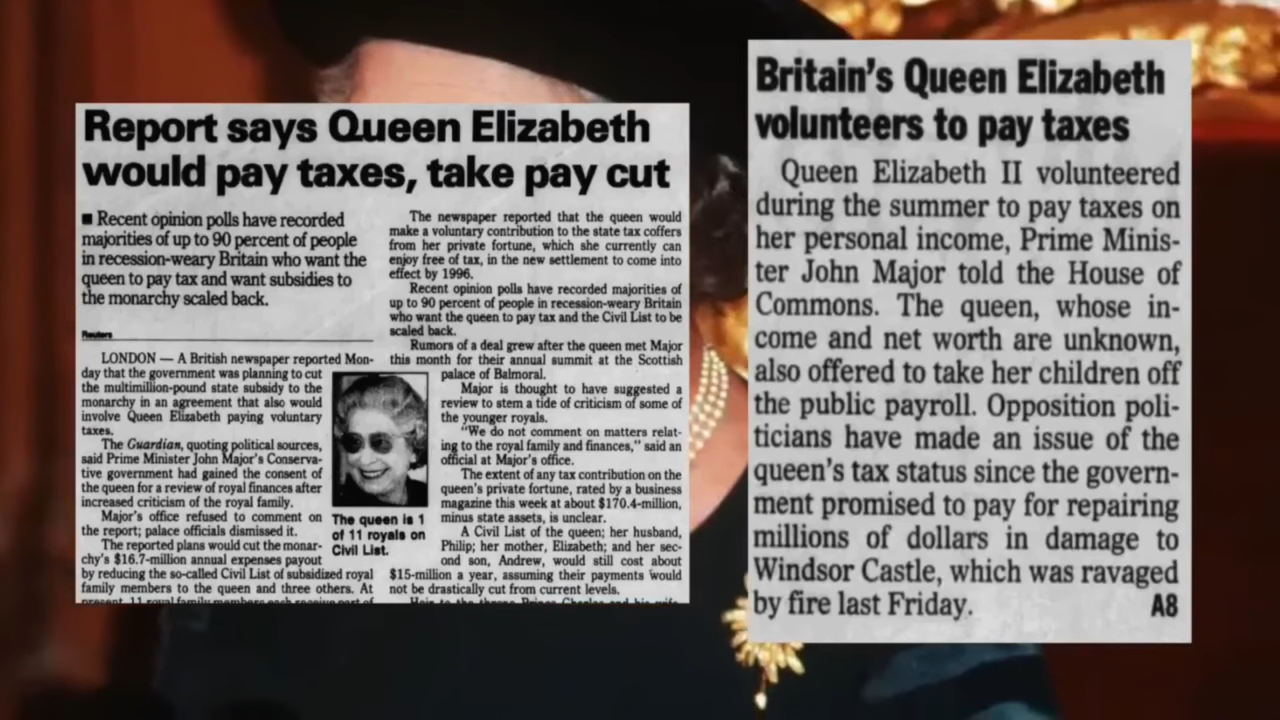 Report says Queen Elizabeth
would pay taxes, take pay cut
■ Recent opinion polls have recorded
majorities of up to 90 percent of people
in recession-weary Britain who want the
queen to pay tax and want subsidies to
the monarchy scaled back.
Reuters
LONDON — A British newspaper reported Mon-
day that the government was planning to cut
the multimillion-pound state subsidy to the
monarchy in an agreement that also would
involve Queen Elizabeth paying voluntary
taxes.
The Guardian, quoting political sources,
said Prime Minister John Major's Conserva-
tive government had gained the consent of
the queen for a review of royal finances after
increased criticism of the royal family.
Major's office refused to comment on
the report; palace officials dismissed it.
The reported plans would cut the monar-
chy's $16.7-million annual expenses payout
by reducing the so-called Civil List of subsidized royal
family members to the queen and three others. At
present, 11 royal family members each receive part of
The queen is 1
of 11 royals on
Civil List.
The newspaper reported that the queen would
make a voluntary contribution to the state tax coffers
from her private fortune, which she currently can
enjoy free of tax, in the new settlement to come into
effect by 1996.
Recent opinion polls have recorded majorities of
up to 90 percent of people in recession-weary Britain
who want the queen to pay tax and the Civil List to be
scaled back.
Rumors of a deal grew after the queen met Major
this month for their annual summit at the Scottish
palace of Balmoral.
Major is thought to have suggested a
review to stem a tide of criticism of some of
the younger royals.
"We do not comment on matters relat-
ing to the royal family and finances," said an
official at Major's office.
The extent of any tax contribution on the
queen's private fortune, rated by a business
magazine this week at about $170.4-million,
minus state assets, is unclear.
A Civil List of the queen; her husband,
Philip; her mother, Elizabeth; and her sec-
ond son, Andrew, would still cost about
$15-million a year, assuming their payments would
not be drastically cut from current levels.
Heir to the throne Prince Charles and his wife,
Britain's Queen Elizabeth
volunteers to pay taxes
Queen Elizabeth II volunteered
during the summer to pay taxes on
her personal income, Prime Minis-
ter John Major told the House of
Commons. The queen, whose in-
come and net worth are unknown,
also offered to take her children off
the public payroll. Opposition poli-
ticians have made an issue of the
queen's tax status since the govern-
ment promised to pay for repairing
millions of dollars in damage to
Windsor Castle, which was ravaged
by fire last Friday. A8